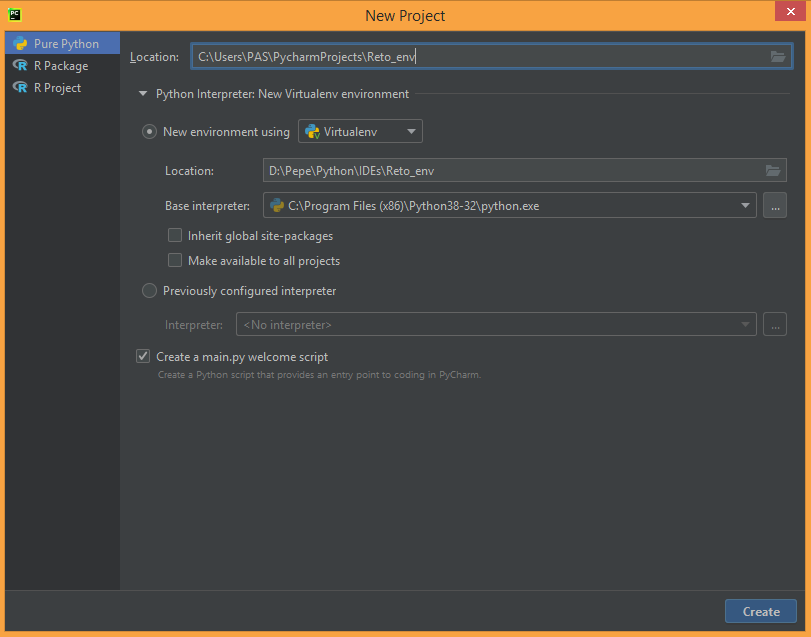 PC
New Project
Pure Python
R Package
R Project
Location: C:\Users\PAS\PycharmProjects\Reto_env
Python Interpreter: New Virtualenv environment
New environment using Virtualenv
Location: D:\Pepe\Python\IDEs\Reto_env
Base interpreter: C:\Program Files (x86)\Python38-32\python.exe ...
Inherit global site-packages
Make available to all projects
Previously configured interpreter
Interpreter: <No interpreter> ...
Create a main.py welcome script
Create a Python script that provides an entry point to coding in PyCharm.
Create